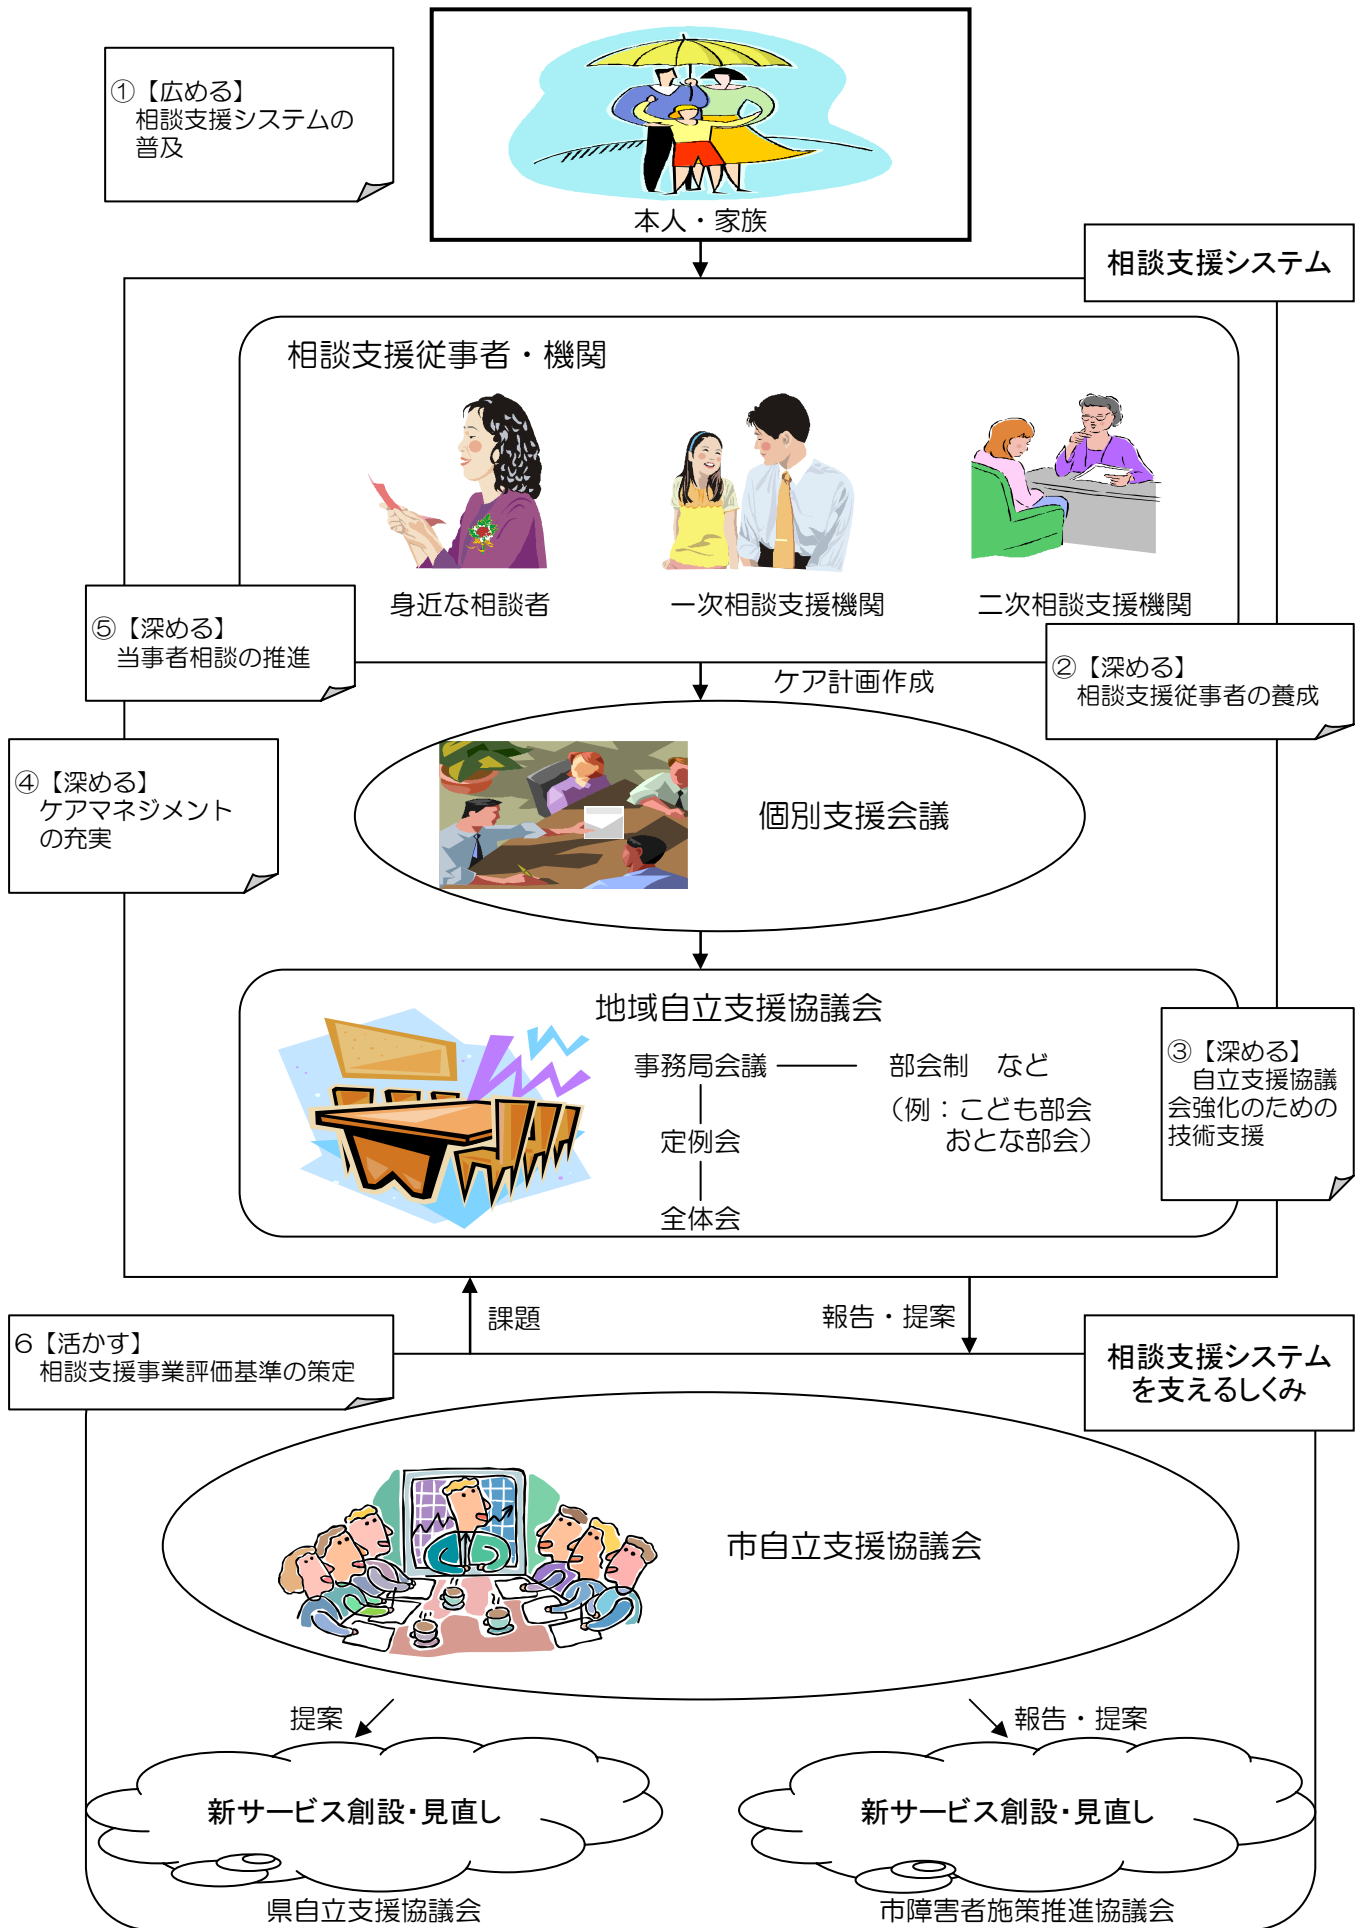 ①【広める】
相談支援システムの
普及
本人・家族
相談支援システム
相談支援従事者・機関
身近な相談者
一次相談支援機関
二次相談支援機関
⑤【深める】
当事者相談の推進
②【深める】
相談支援従事者の養成
ケア計画作成
④【深める】
ケアマネジメント
の充実
個別支援会議
地域自立支援協議会
事務局会議
部会制　など
（例：こども部会
おとな部会）
定例会
全体会
③【深める】
自立支援協議
会強化のための
技術支援
課題
報告・提案
6【活かす】
相談支援事業評価基準の策定
相談支援システム
を支えるしくみ
市自立支援協議会
提案
報告・提案
新サービス創設・見直し
新サービス創設・見直し
県自立支援協議会
市障害者施策推進協議会